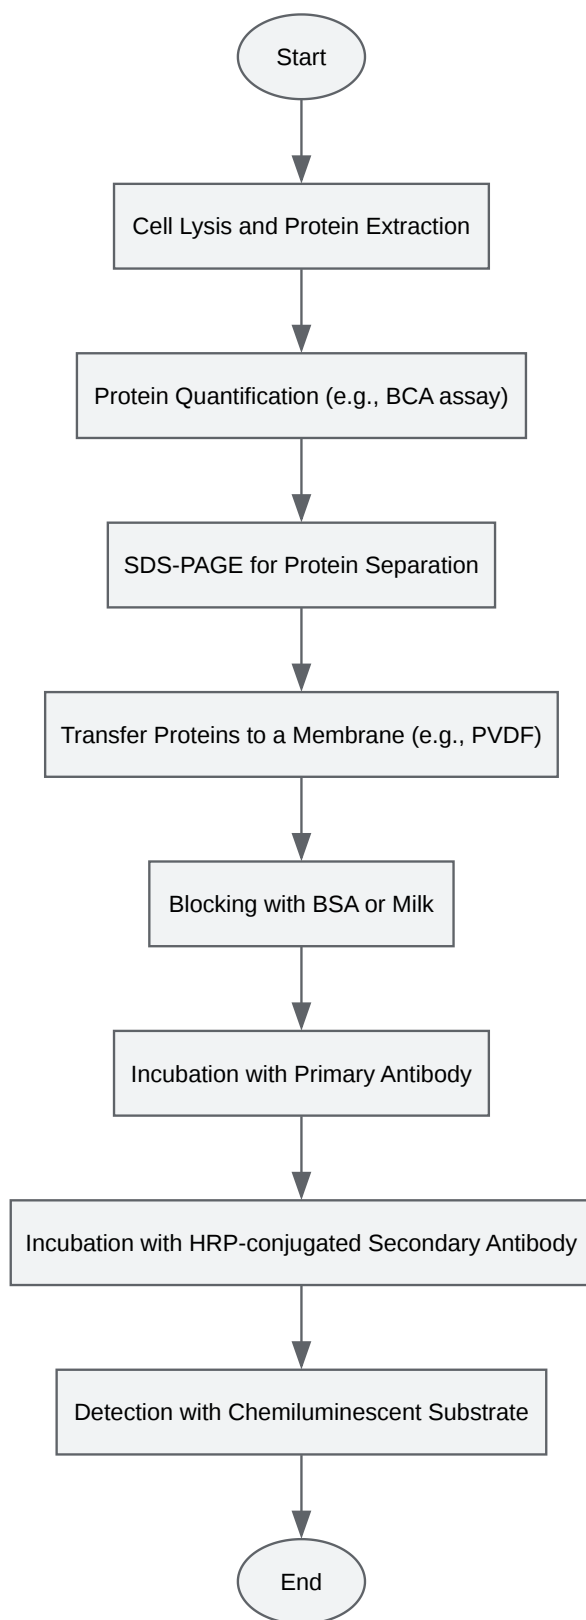 Start
Cell Lysis and Protein Extraction
Protein Quantification (e.g., BCA assay)
SDS-PAGE for Protein Separation
Transfer Proteins to a Membrane (e.g., PVDF)
Blocking with BSA or Milk
Incubation with Primary Antibody
Incubation with HRP-conjugated Secondary Antibody
Detection with Chemiluminescent Substrate
End